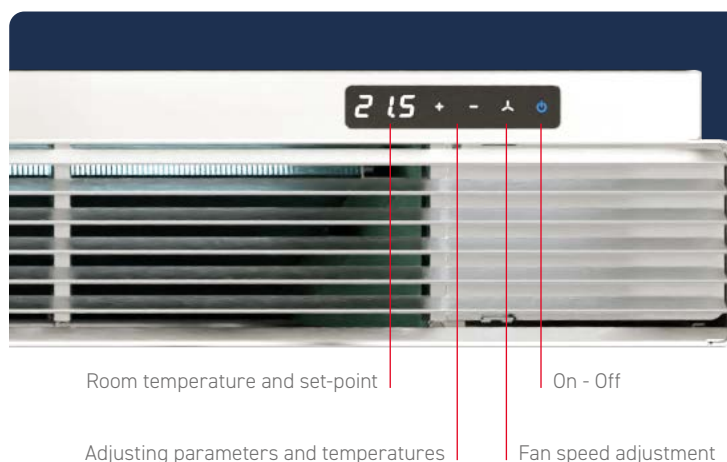 21.5 + -
Room temperature and set-point
On - Off
Adjusting parameters and temperatures
Fan speed adjustment